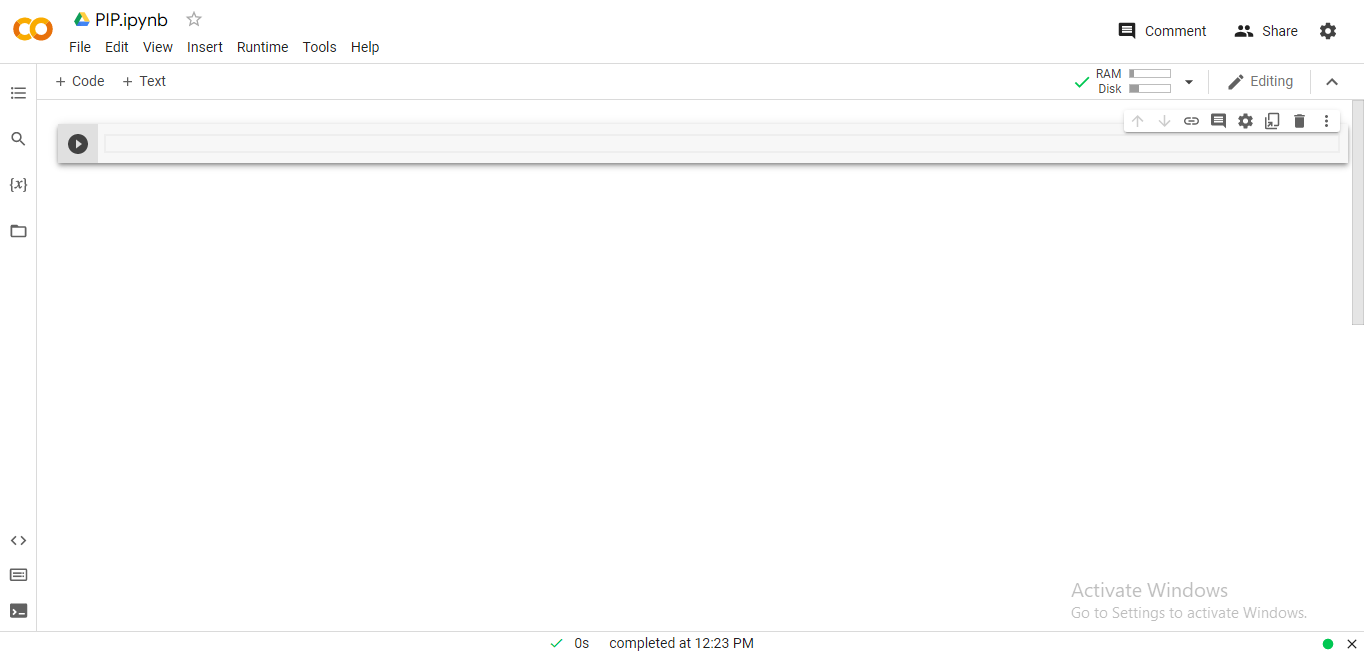 PIP.ipynb
File Edit View Insert Runtime Tools Help
Comment Share
+ Code + Text
RAM
Disk
Editing
{x}
Activate Windows
Go to Settings to activate Windows.
0s completed at 12:23 PM